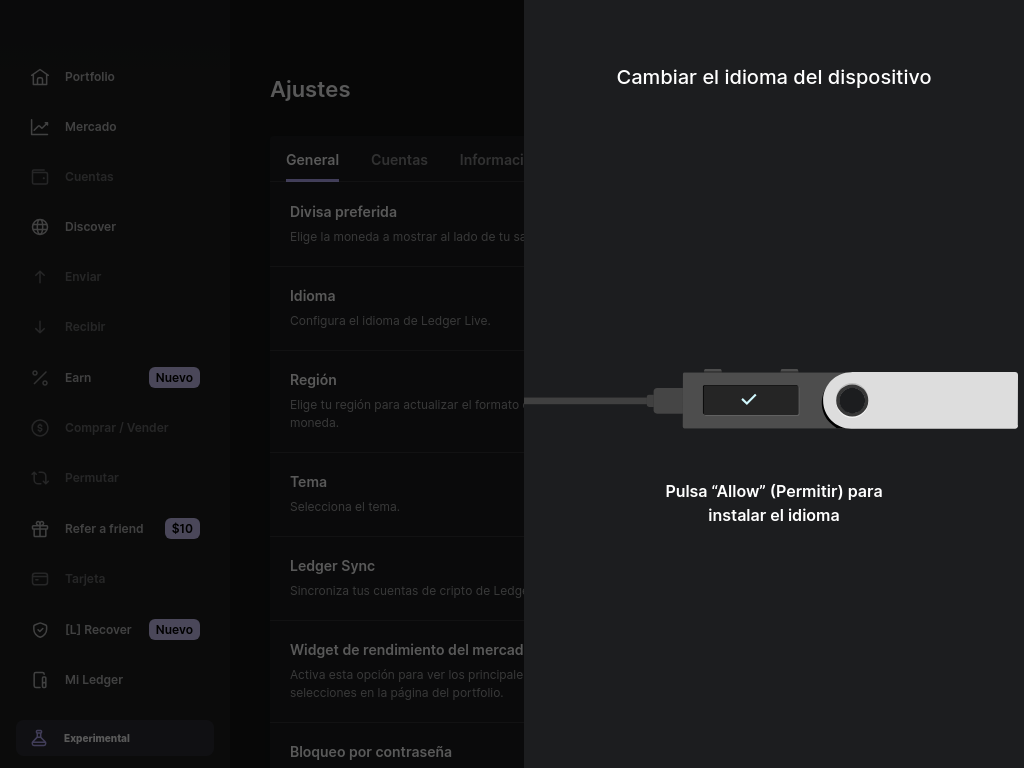 Portfolio
Mercado
Cuentas
Discover
Enviar
Recibir
Earn
Nuevo
Comprar / Vender
Permutar
Refer a friend
$10
Tarjeta
[L] Recover
Nuevo
Mi Ledger
Experimental
Ajustes
General
Cuentas
Informaci
Divisa preferida
Elige la moneda a mostrar al lado de tu sa
Idioma
Configura el idioma de Ledger Live.
Región
Elige tu región para actualizar el formato
moneda.
Tema
Selecciona el tema.
Ledger Sync
Sincroniza tus cuentas de cripto de Ledge
Widget de rendimiento del mercad
Activa esta opción para ver los principale
selecciones en la página del portfolio.
Bloqueo por contraseña
Cambiar el idioma del dispositivo
Pulsa “Allow” (Permitir) para
instalar el idioma